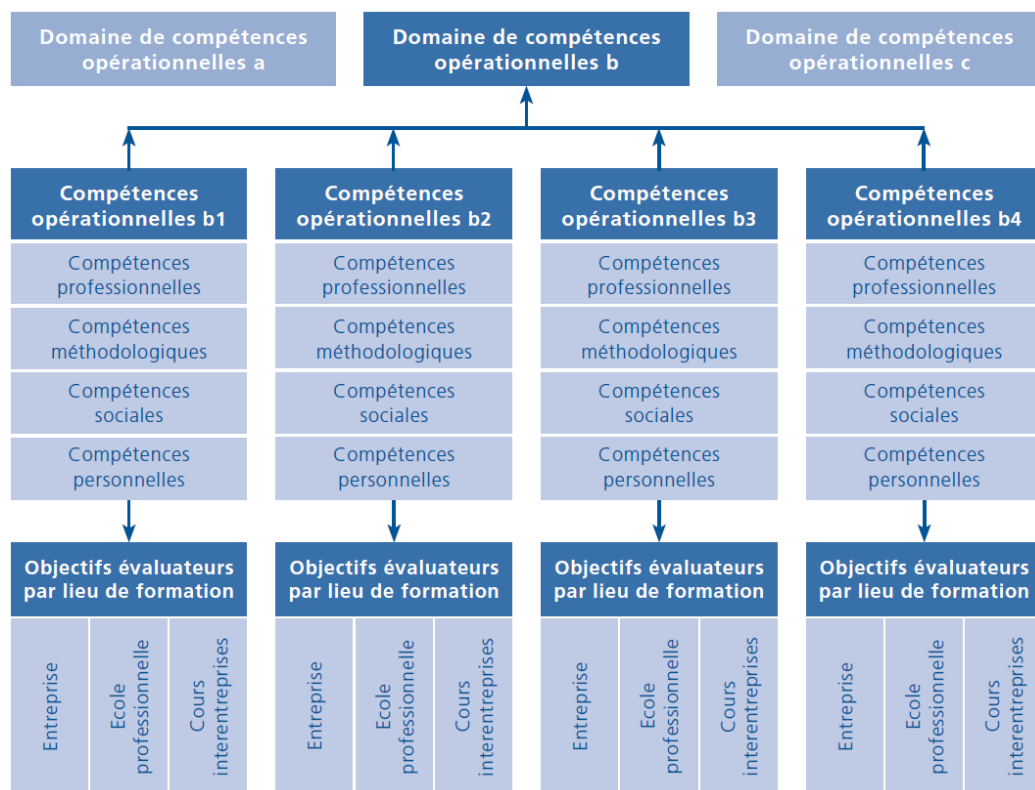 Domaine de compétences
opérationnelles a
Domaine de compétences
opérationnelles b
Domaine de compétences
opérationnelles c
Compétences
opérationnelles b1
Compétences
opérationnelles b2
Compétences
opérationnelles b3
Compétences
opérationnelles b4
Compétences
professionnelles
Compétences
professionnelles
Compétences
professionnelles
Compétences
professionnelles
Compétences
méthodologiques
Compétences
méthodologiques
Compétences
méthodologiques
Compétences
méthodologiques
Compétences
sociales
Compétences
sociales
Compétences
sociales
Compétences
sociales
Compétences
personnelles
Compétences
personnelles
Compétences
personnelles
Compétences
personnelles
Objectifs évaluateurs
par lieu de formation
Objectifs évaluateurs
par lieu de formation
Objectifs évaluateurs
par lieu de formation
Objectifs évaluateurs
par lieu de formation
Entreprise
Ecole
professionnelle
Cours
interentreprises
Entreprise
Ecole
professionnelle
Cours
interentreprises
Entreprise
Ecole
professionnelle
Cours
interentreprises
Entreprise
Ecole
professionnelle
Cours
interentreprises